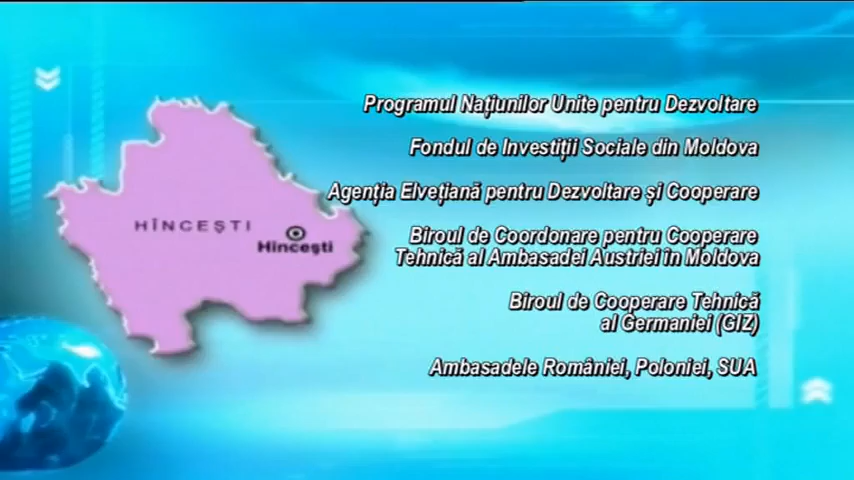 Programul Națiunilor Unite pentru Dezvoltare
Fondul de Investiții Sociale din Moldova
Agenția Elvețiană pentru Dezvoltare și Cooperare
HÎNCEȘTI
Hîncești
Biroul de Coordonare pentru Cooperare
Tehnică al Ambasadei Austriei în Moldova
Biroul de Cooperare Tehnică
al Germaniei (GIZ)
Ambasadele României, Poloniei, SUA